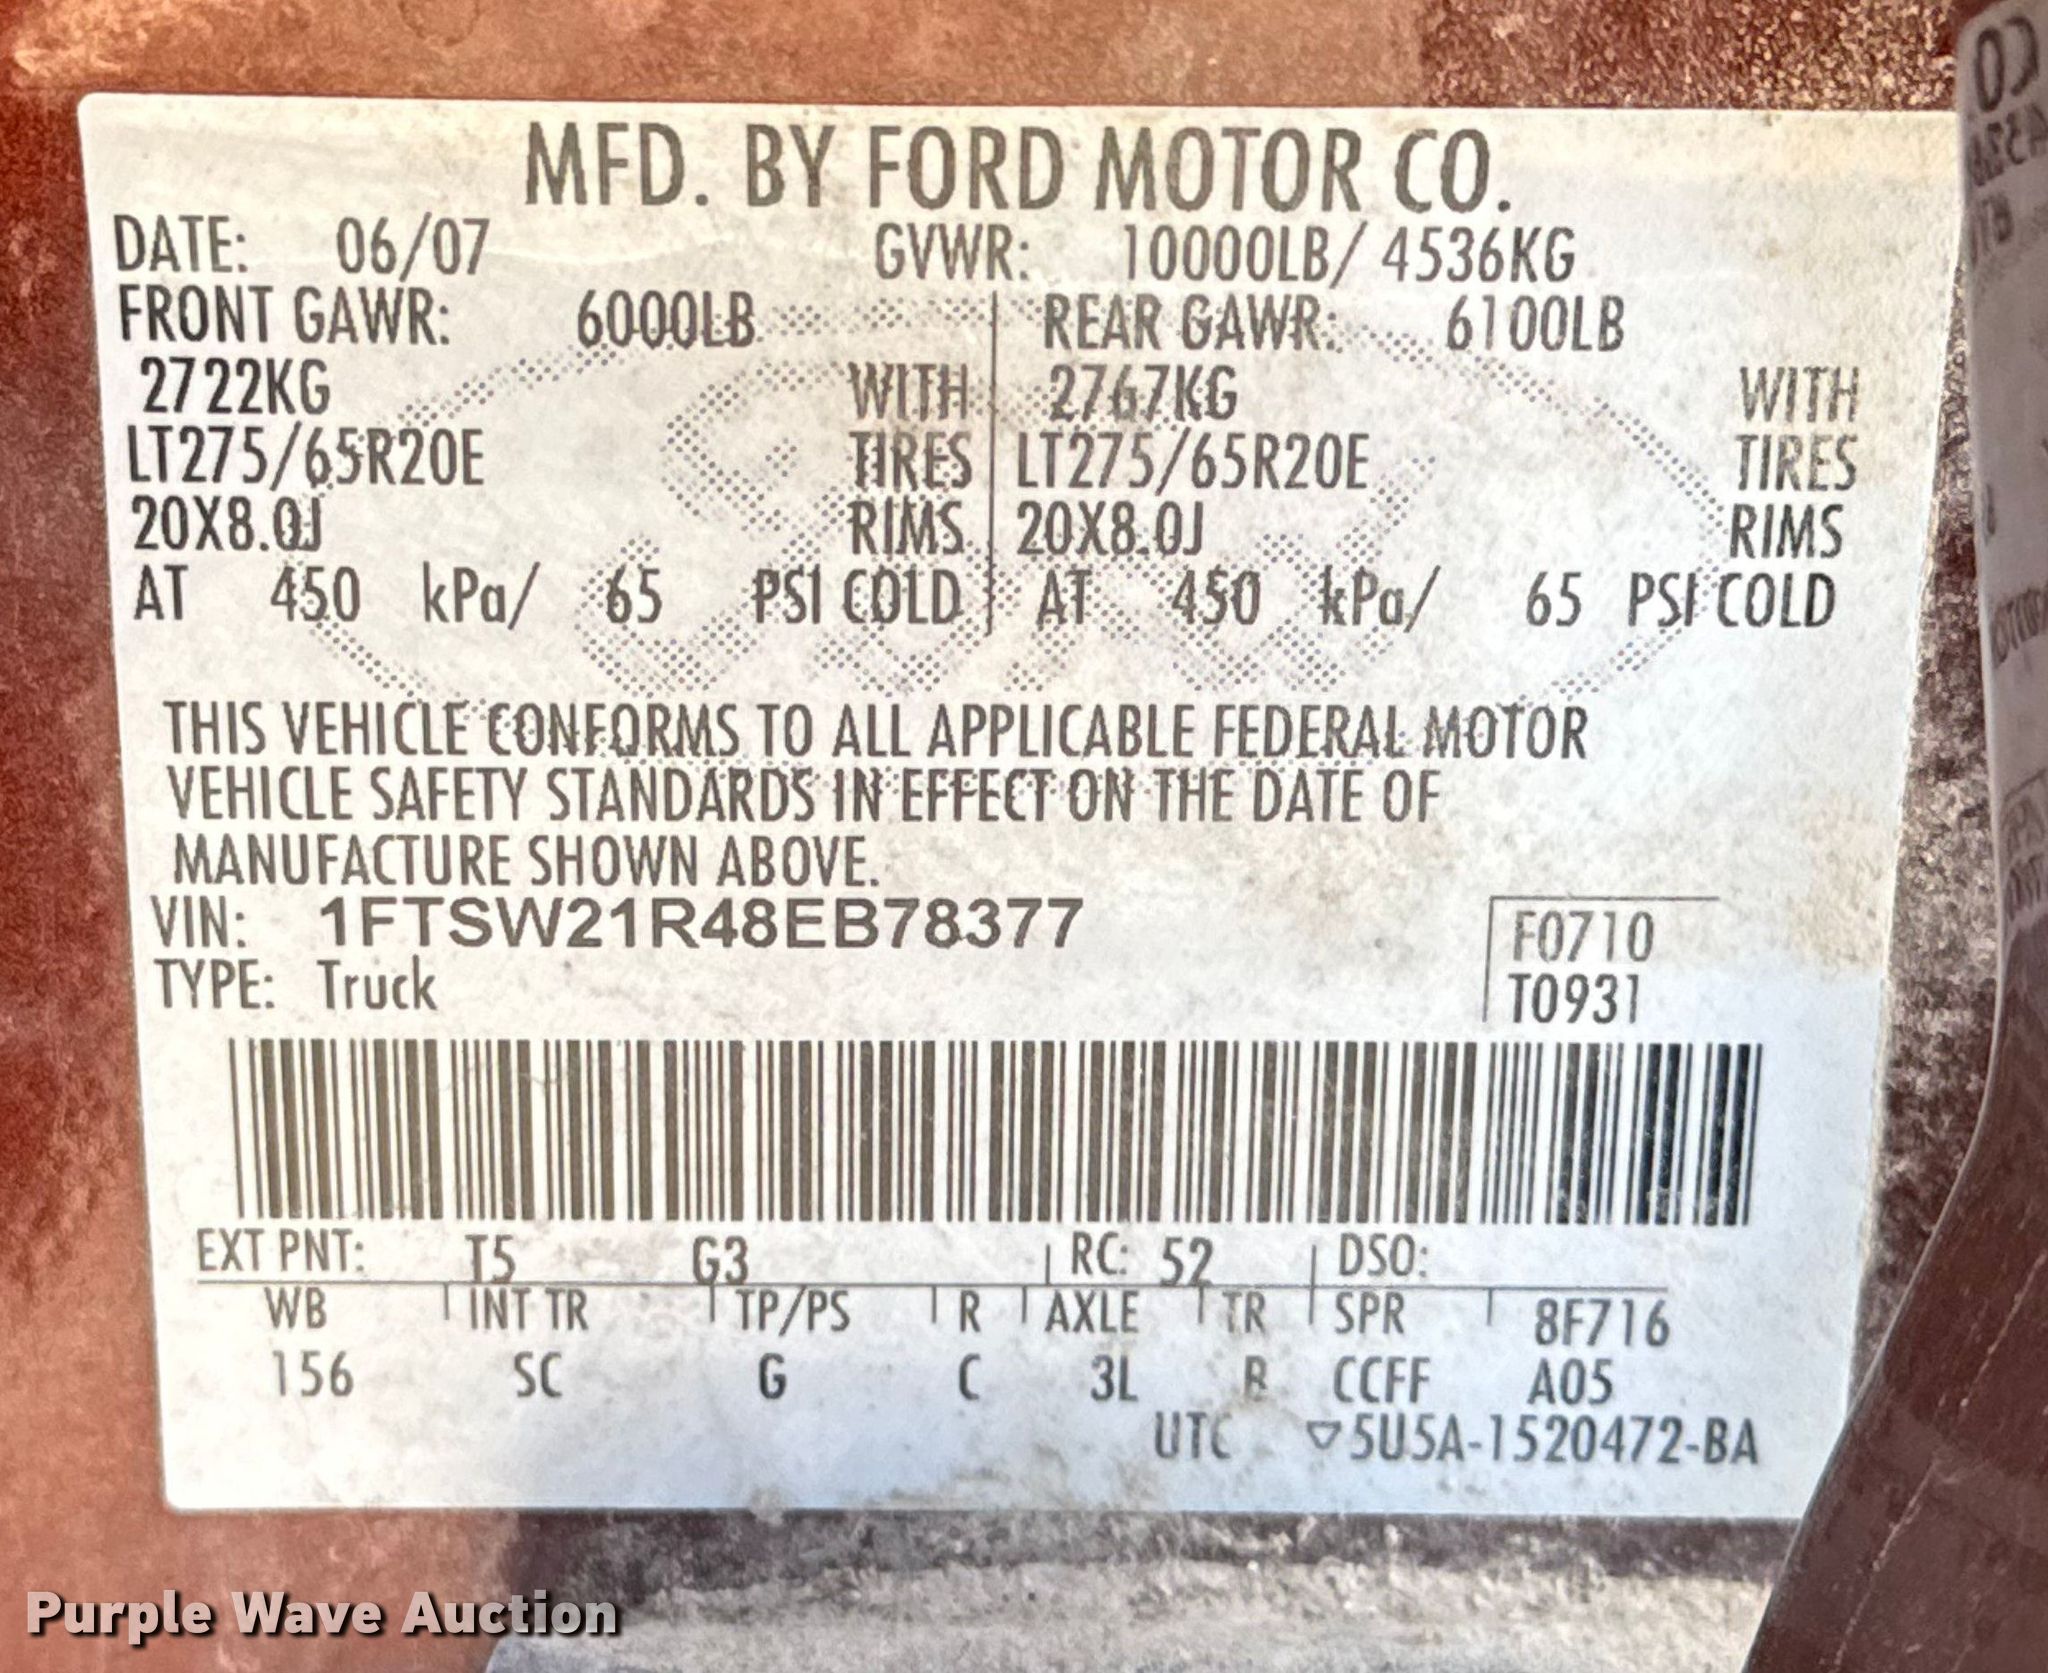 MFD. BY FORD MOTOR CO.
DATE: 06/07 GVWR: 10000LB/ 4536KG
FRONT GAWR: 6000LB REAR GAWR: 6100LB
2722KG WITH 2767KG WITH
LT275/65R20E TIRES LT275/65R20E TIRES
20X8.0J RIMS 20X8.0J RIMS
AT 450 kPa/ 65 PSI COLD AT 450 kPa/ 65 PSI COLD
THIS VEHICLE CONFORMS TO ALL APPLICABLE FEDERAL MOTOR
VEHICLE SAFETY STANDARDS IN EFFECT ON THE DATE OF
MANUFACTURE SHOWN ABOVE.
VIN: 1FTSW21R48EB78377
F0710
TYPE: Truck
T0931
EXT PNT: T5 G3 RC: 52 DSO:
WB INT TR TP/PS R AXLE TR SPR 8F716
156 SC G C 3L B CCFF A05
UTC ▽5U5A-1520472-BA
Purple Wave Auction